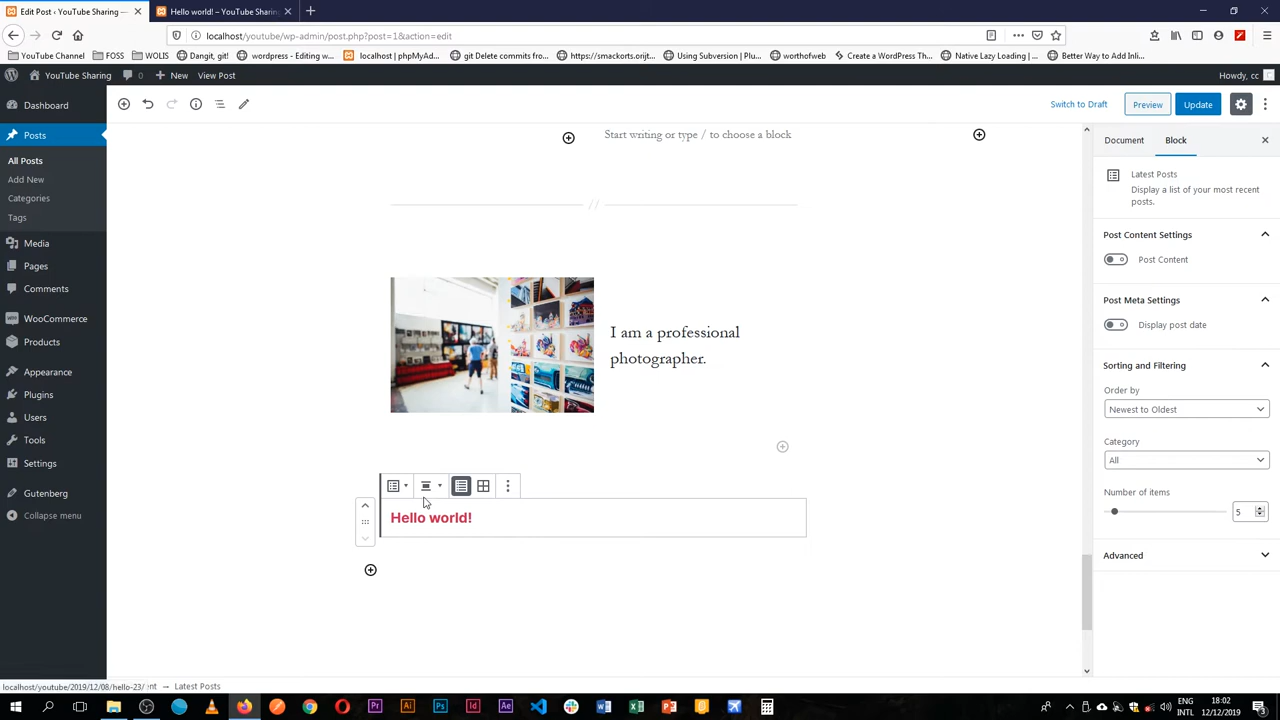 Edit Post ‹ YouTube Sharing —
Hello world! – YouTube Sharing
localhost/youtube/wp-admin/post.php?post=1&action=edit
YouTube Channel
FOSS
WOLIS
Dangit, git!
wordpress - Editing w
localhost | phpMyAd
git Delete commits fro
https://smackorts.orijt
Using Subversion | Pl
worthofweb
Create a WordPress Th
Native Lazy Loading |
Better Way to Add Inli
YouTube Sharing
0
New
View Post
Howdy, cc
Dashboard
Posts
All Posts
Add New
Categories
Tags
Media
Pages
Comments
WooCommerce
Products
Appearance
Plugins
Users
Tools
Settings
Gutenberg
Collapse menu
Switch to Draft
Preview
Update
Start writing or type / to choose a block
//
I am a professional
photographer.
Hello world!
Document
Block
Latest Posts
Display a list of your most recent
posts.
Post Content Settings
Post Content
Post Meta Settings
Display post date
Sorting and Filtering
Order by
Newest to Oldest
Category
All
Number of items
5
Advanced
localhost/youtube/2019/12/08/hello-23/
→ Latest Posts
ENG
INTL
18:02
12/12/2019